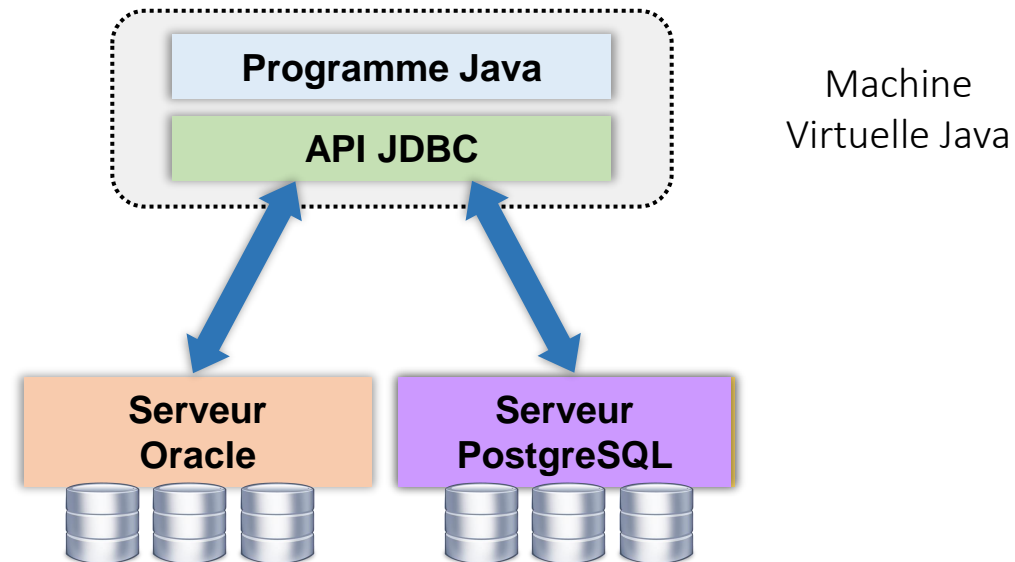 Programme Java
API JDBC
Machine
Virtuelle Java
Serveur
Oracle
Serveur
PostgreSQL